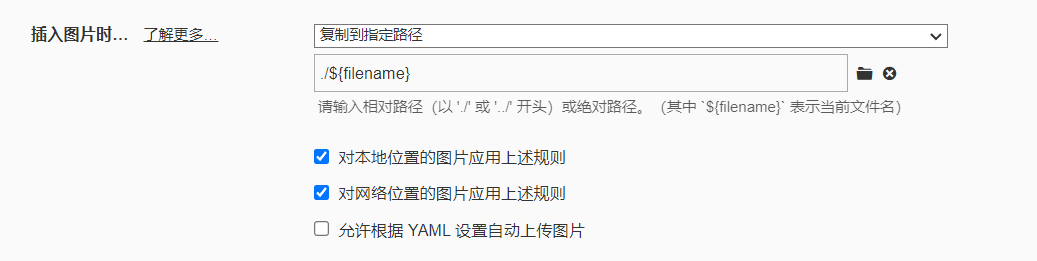 插入图片时... 了解更多... 复制到指定路径
./${filename}
请输入相对路径（以 './' 或 '../' 开头）或绝对路径。（其中 `${filename}` 表示当前文件名）
对本地位置的图片应用上述规则
对网络位置的图片应用上述规则
允许根据 YAML 设置自动上传图片